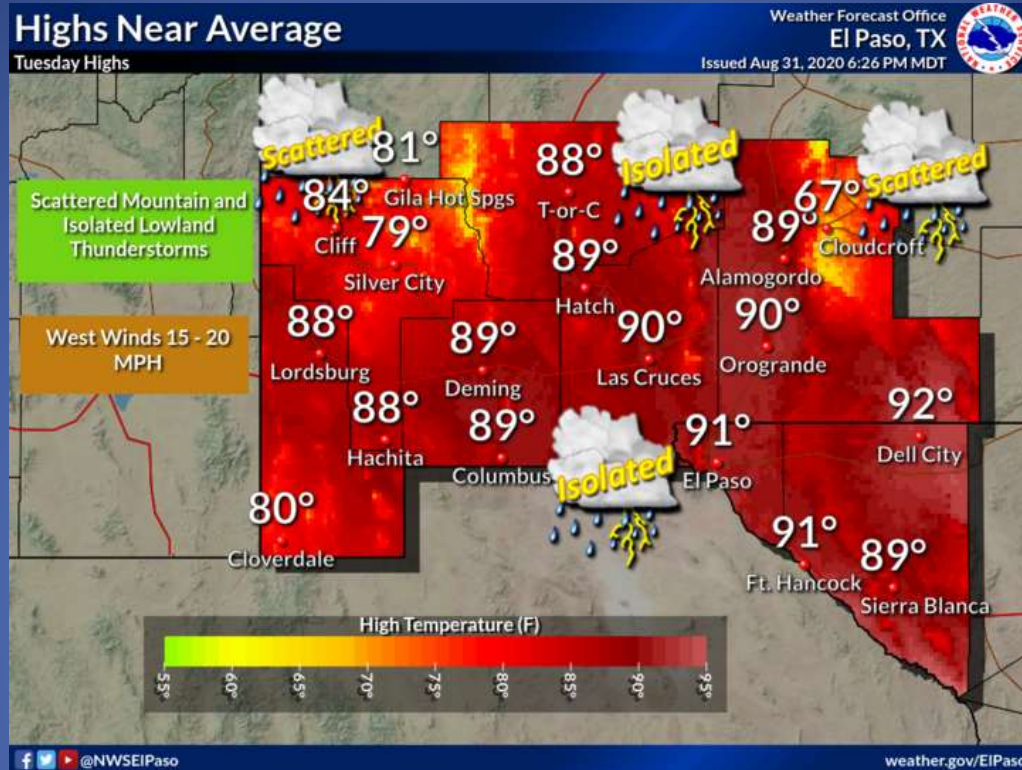 Highs Near Average
Tuesday Highs
Weather Forecast Office
El Paso, TX
Issued Aug 31, 2020 6:26 PM MDT
NATIONAL WEATHER SERVICE
Scattered Mountain and
Isolated Lowland
Thunderstorms
West Winds 15 - 20
MPH
Scattered
81°
Gila Hot Spgs
84°
Cliff
79°
Silver City
88°
T-or-C
Isolated
67°
Cloudcroft
Scattered
89°
Alamogordo
89°
Hatch
88°
Lordsburg
89°
Deming
90°
Las Cruces
90°
Orogrande
88°
Hachita
89°
Columbus
Isolated
91°
El Paso
92°
Dell City
80°
Cloverdale
91°
Ft. Hancock
89°
Sierra Blanca
High Temperature (F)
55° 60° 65° 70° 75° 80° 85° 90° 95°
@NWSElPaso
weather.gov/ElPaso